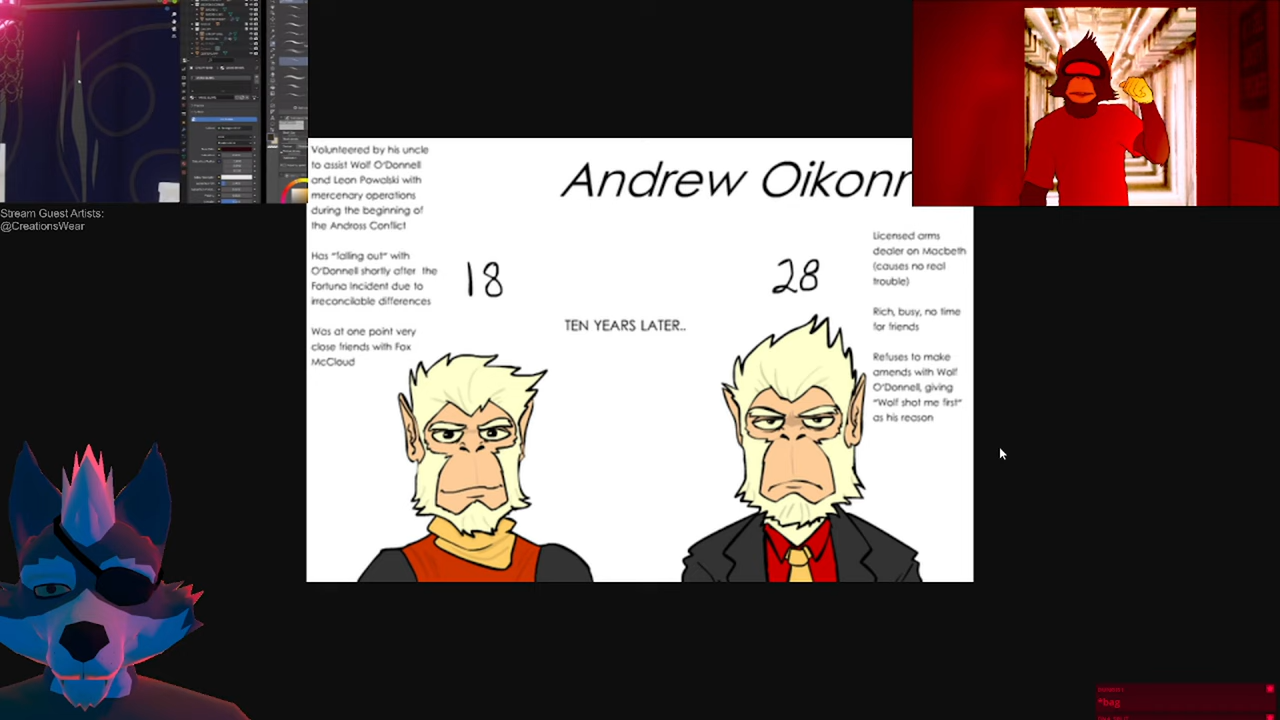 Stream Guest Artists:
@CreationsWear
Volunteered by his uncle
to assist Wolf O'Donnell
and Leon Powalski with
mercenary operations
during the beginning of
the Andross Conflict
Has "falling out" with
O'Donnell shortly after the
Fortuna Incident due to
irreconcilable differences
Was at one point very
close friends with Fox
McCloud
Andrew Oikonn
18
TEN YEARS LATER..
28
Licensed arms
dealer on Macbeth
(causes no real
trouble)
Rich, busy, no time
for friends
Refuses to make
amends with Wolf
O'Donnell, giving
"Wolf shot me first"
as his reason
*bag